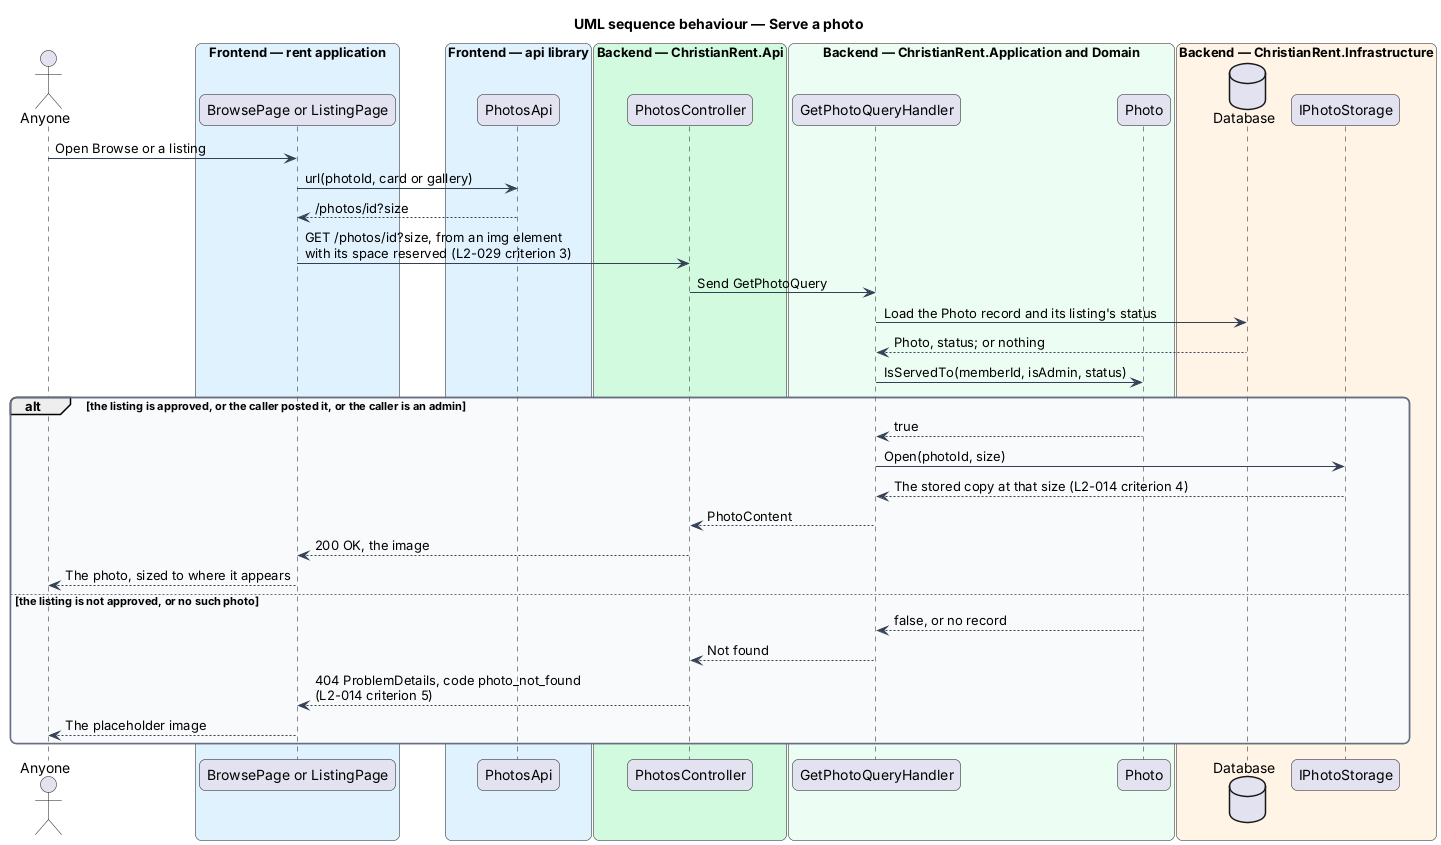 UML sequence behaviour — Serve a photo
Frontend — rent application
Frontend — api library
Backend — ChristianRent.Api
Backend — ChristianRent.Application and Domain
Backend — ChristianRent.Infrastructure
Anyone
BrowsePage or ListingPage
PhotosApi
PhotosController
GetPhotoQueryHandler
Photo
Database
IPhotoStorage
Open Browse or a listing
url(photoId, card or gallery)
/photos/id?size
GET /photos/id?size, from an img element
with its space reserved (L2-029 criterion 3)
Send GetPhotoQuery
Load the Photo record and its listing's status
Photo, status; or nothing
IsServedTo(memberId, isAdmin, status)
alt
[the listing is approved, or the caller posted it, or the caller is an admin]
true
Open(photoId, size)
The stored copy at that size (L2-014 criterion 4)
PhotoContent
200 OK, the image
The photo, sized to where it appears
[the listing is not approved, or no such photo]
false, or no record
Not found
404 ProblemDetails, code photo_not_found
(L2-014 criterion 5)
The placeholder image
Anyone
BrowsePage or ListingPage
PhotosApi
PhotosController
GetPhotoQueryHandler
Photo
Database
IPhotoStorage